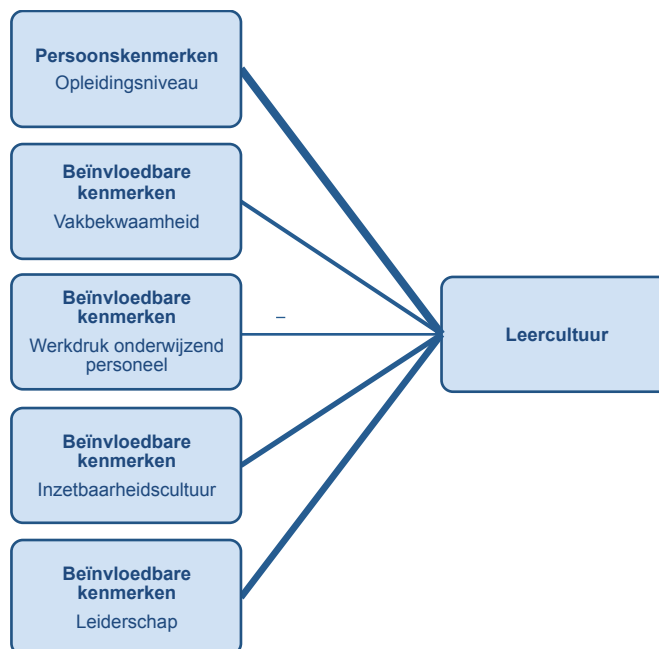 Persoonskenmerken
Opleidingsniveau
Beïnvloedbare
kenmerken
Vakbekwaamheid
Beïnvloedbare
kenmerken
Werkdruk onderwijzend
personeel
–
Leercultuur
Beïnvloedbare
kenmerken
Inzetbaarheidscultuur
Beïnvloedbare
kenmerken
Leiderschap